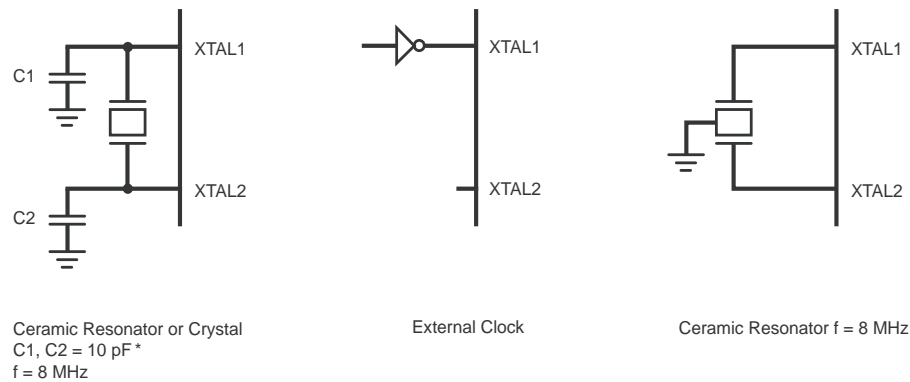 XTAL1
C1
C2
XTAL2
Ceramic Resonator or Crystal
C1, C2 = 10 pF *
f = 8 MHz
XTAL1
XTAL2
External Clock
XTAL1
XTAL2
Ceramic Resonator f = 8 MHz